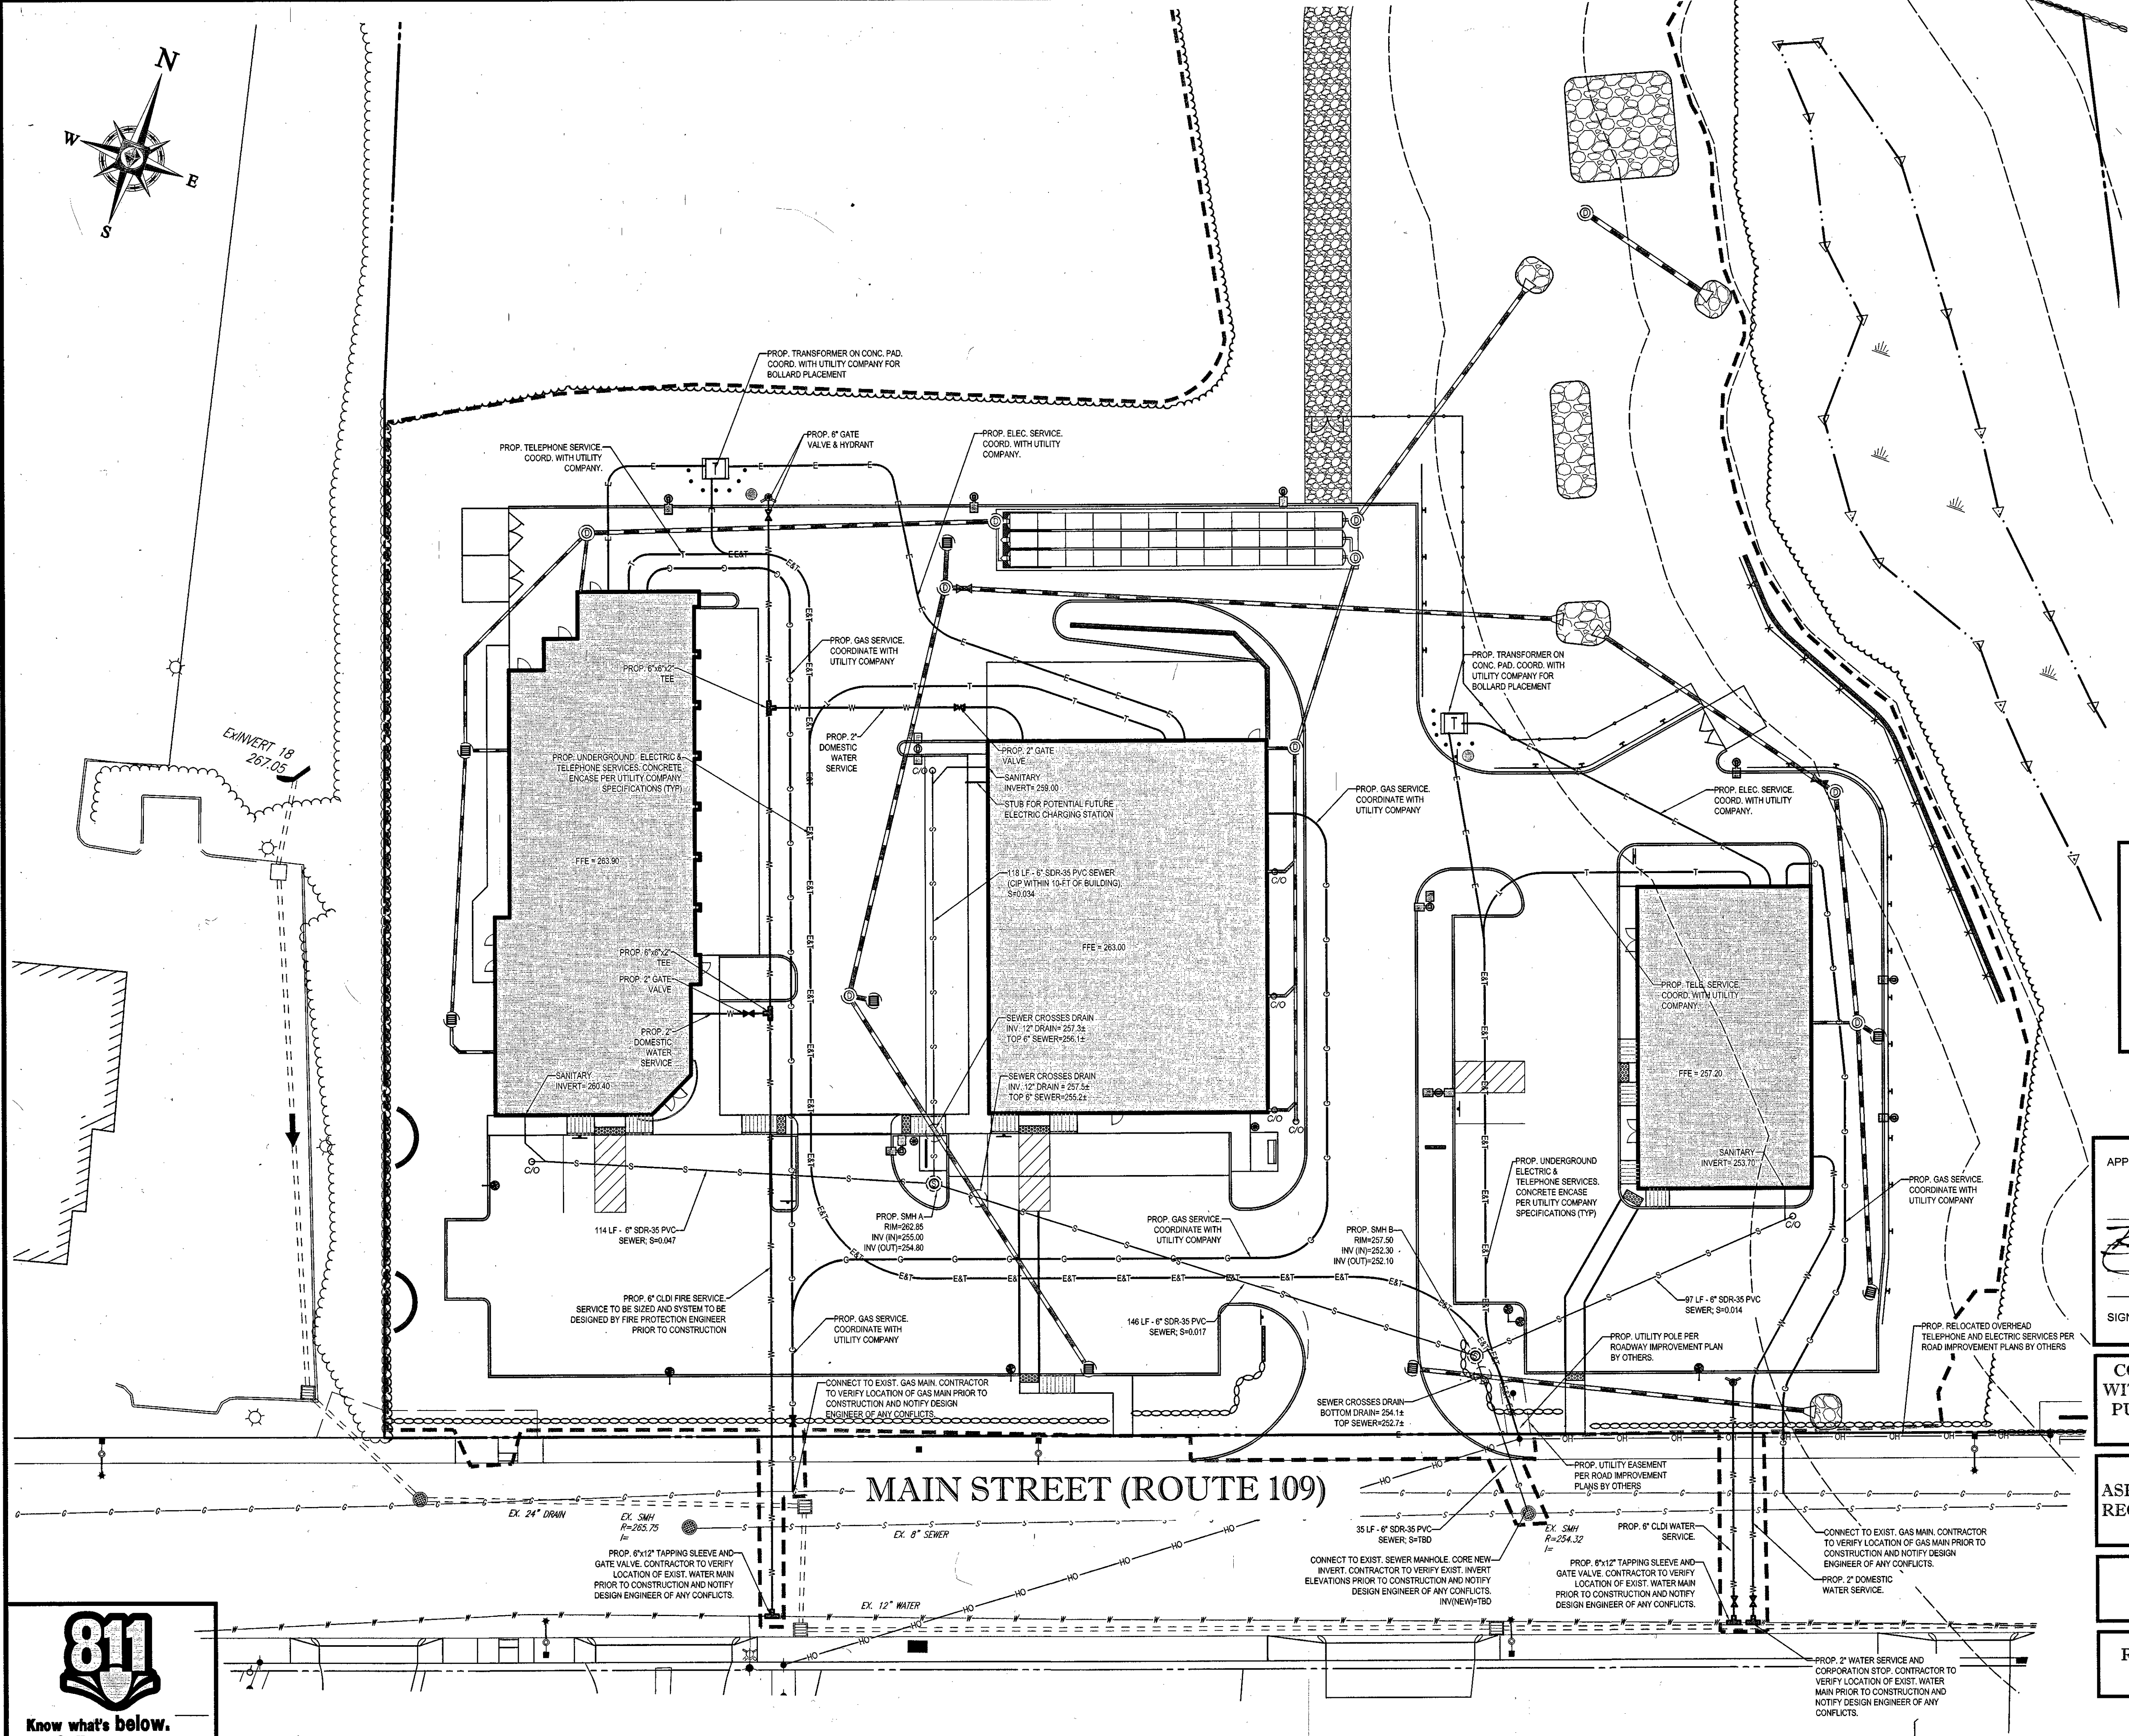 N
W
E
S
PROP. TRANSFORMER ON CONC. PAD.
COORD. WITH UTILITY COMPANY FOR
BOLLARD PLACEMENT
PROP. TELEPHONE SERVICE.
COORD. WITH UTILITY
COMPANY.
PROP. 6" GATE
VALVE & HYDRANT
PROP. ELEC. SERVICE.
COORD. WITH UTILITY
COMPANY.
PROP. GAS SERVICE.
COORDINATE WITH
UTILITY COMPANY
PROP. 6"x6"x2"
TEE
PROP. TRANSFORMER ON
CONC. PAD. COORD. WITH
UTILITY COMPANY FOR
BOLLARD PLACEMENT
ExINVERT 18
267.05
PROP. UNDERGROUND ELECTRIC &
TELEPHONE SERVICES. CONCRETE
ENCASE PER UTILITY COMPANY
SPECIFICATIONS (TYP)
PROP. 2"
DOMESTIC
WATER
SERVICE
C/O
PROP. 2" GATE
VALVE.
SANITARY
INVERT= 259.00
STUB FOR POTENTIAL FUTURE
ELECTRIC CHARGING STATION
PROP. GAS SERVICE.
COORDINATE WITH
UTILITY COMPANY
PROP. ELEC. SERVICE.
COORD. WITH UTILITY
COMPANY.
FFE = 263.90
118 LF - 6" SDR-35 PVC SEWER
(CIP WITHIN 10-FT OF BUILDING).
S=0.034
C/O
FFE = 263.00
PROP. 6"x6"x2"
TEE
PROP. 2" GATE
VALVE
PROP. 2"
DOMESTIC
WATER
SERVICE
C/O
PROP. TELE. SERVICE.
COORD. WITH UTILITY
COMPANY.
SEWER CROSSES DRAIN
INV. 12" DRAIN= 257.3±
TOP 6" SEWER=256.1±
SANITARY
INVERT= 260.40
SEWER CROSSES DRAIN
INV. 12" DRAIN = 257.5±
TOP 6" SEWER=255.2±
FFE = 257.20
C/O
C/O
C/O
SANITARY
INVERT= 253.70
PROP. UNDERGROUND
ELECTRIC &
TELEPHONE SERVICES.
CONCRETE ENCASE
PER UTILITY COMPANY
SPECIFICATIONS (TYP)
PROP. GAS SERVICE.
COORDINATE WITH
UTILITY COMPANY
C/O
114 LF - 6" SDR-35 PVC
SEWER; S=0.047
PROP. SMH A
RIM=262.85
INV (IN)=255.00
INV (OUT)=254.80
PROP. GAS SERVICE.
COORDINATE WITH
UTILITY COMPANY
PROP. SMH B
RIM=257.50
INV (IN)=252.30
INV (OUT)=252.10
PROP. 6" CLDI FIRE SERVICE.
SERVICE TO BE SIZED AND SYSTEM TO BE
DESIGNED BY FIRE PROTECTION ENGINEER
PRIOR TO CONSTRUCTION
PROP. GAS SERVICE.
COORDINATE WITH
UTILITY COMPANY
146 LF - 6" SDR-35 PVC
SEWER; S=0.017
97 LF - 6" SDR-35 PVC
SEWER; S=0.014
PROP. UTILITY POLE PER
ROADWAY IMPROVEMENT PLAN
BY OTHERS.
PROP. RELOCATED OVERHEAD
TELEPHONE AND ELECTRIC SERVICES PER
ROAD IMPROVEMENT PLANS BY OTHERS
CONNECT TO EXIST. GAS MAIN. CONTRACTOR
TO VERIFY LOCATION OF GAS MAIN PRIOR TO
CONSTRUCTION AND NOTIFY DESIGN
ENGINEER OF ANY CONFLICTS.
SEWER CROSSES DRAIN
BOTTOM DRAIN= 254.1±
TOP SEWER=252.7±
MAIN STREET (ROUTE 109)
PROP. UTILITY EASEMENT
PER ROAD IMPROVEMENT
PLANS BY OTHERS
EX. 24" DRAIN
EX. SMH
R=265.75
I=
EX. 8" SEWER
35 LF - 6" SDR-35 PVC
SEWER; S=TBD
EX. SMH
R=254.32
I=
PROP. 6" CLDI WATER
SERVICE.
CONNECT TO EXIST. GAS MAIN. CONTRACTOR
TO VERIFY LOCATION OF GAS MAIN PRIOR TO
CONSTRUCTION AND NOTIFY DESIGN
ENGINEER OF ANY CONFLICTS.
PROP. 6"x12" TAPPING SLEEVE AND
GATE VALVE. CONTRACTOR TO VERIFY
LOCATION OF EXIST. WATER MAIN
PRIOR TO CONSTRUCTION AND NOTIFY
DESIGN ENGINEER OF ANY CONFLICTS.
CONNECT TO EXIST. SEWER MANHOLE. CORE NEW
INVERT. CONTRACTOR TO VERIFY EXIST. INVERT
ELEVATIONS PRIOR TO CONSTRUCTION AND NOTIFY
DESIGN ENGINEER OF ANY CONFLICTS.
INV(NEW)=TBD
PROP. 6"x12" TAPPING SLEEVE AND
GATE VALVE. CONTRACTOR TO VERIFY
LOCATION OF EXIST. WATER MAIN
PRIOR TO CONSTRUCTION AND NOTIFY
DESIGN ENGINEER OF ANY CONFLICTS.
PROP. 2" DOMESTIC
WATER SERVICE.
EX. 12" WATER
PROP. 2" WATER SERVICE AND
CORPORATION STOP. CONTRACTOR TO
VERIFY LOCATION OF EXIST. WATER
MAIN PRIOR TO CONSTRUCTION AND
NOTIFY DESIGN ENGINEER OF ANY
CONFLICTS.
811
Know what's below.
APP
SIGN
CO
WIT
PU
ASH
REC